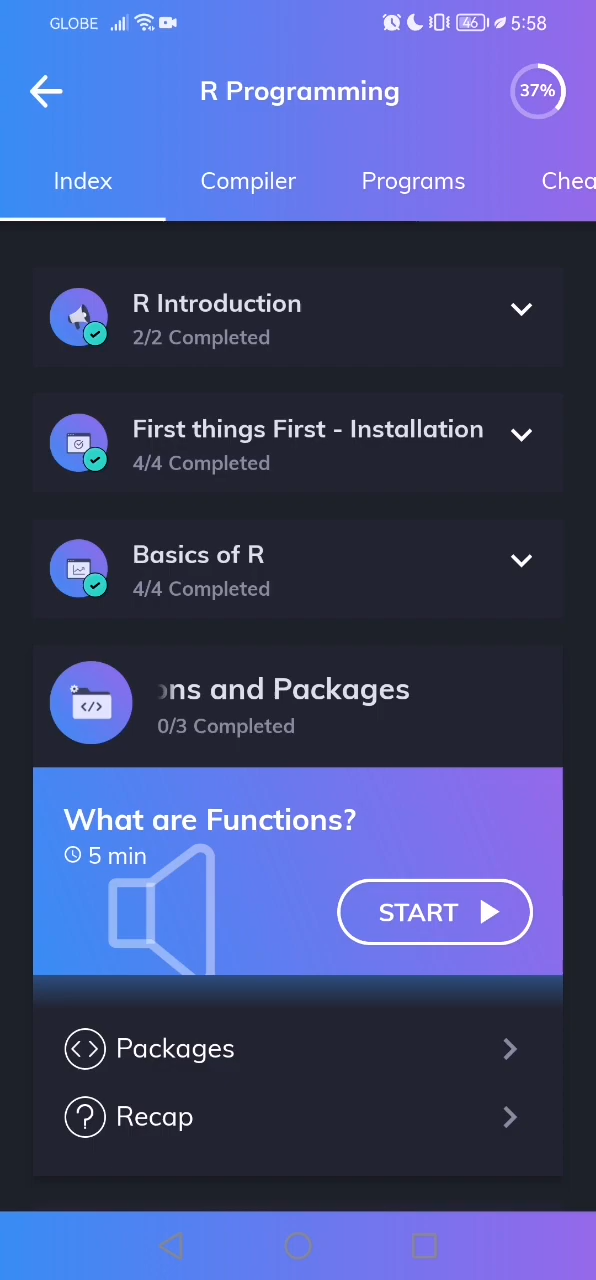 GLOBE 46 5:58
R Programming 37%
Index Compiler Programs Chea
R Introduction
2/2 Completed
First things First - Installation
4/4 Completed
Basics of R
4/4 Completed
ons and Packages
0/3 Completed
What are Functions?
5 min
START
Packages
Recap